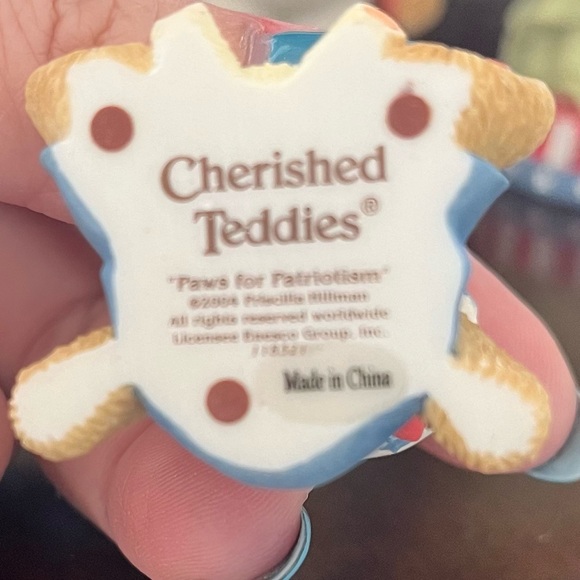 Cherished
Teddies®
"Paws for Patriotism"
©2004 Priscilla Hillman
All rights reserved worldwide
Licensee Enesco Group, Inc.
Made in China